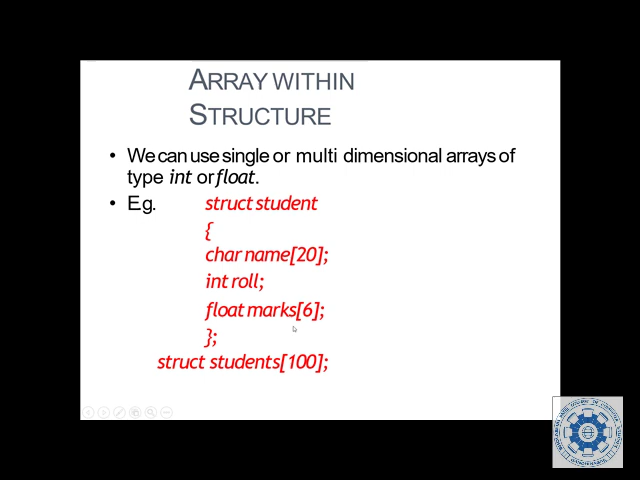 ARRAY WITHIN
STRUCTURE
• We can use single or multi dimensional arrays of
type int or float.
• E.g. struct student
{
char name[20];
int roll;
float marks[6];
};
struct students[100];